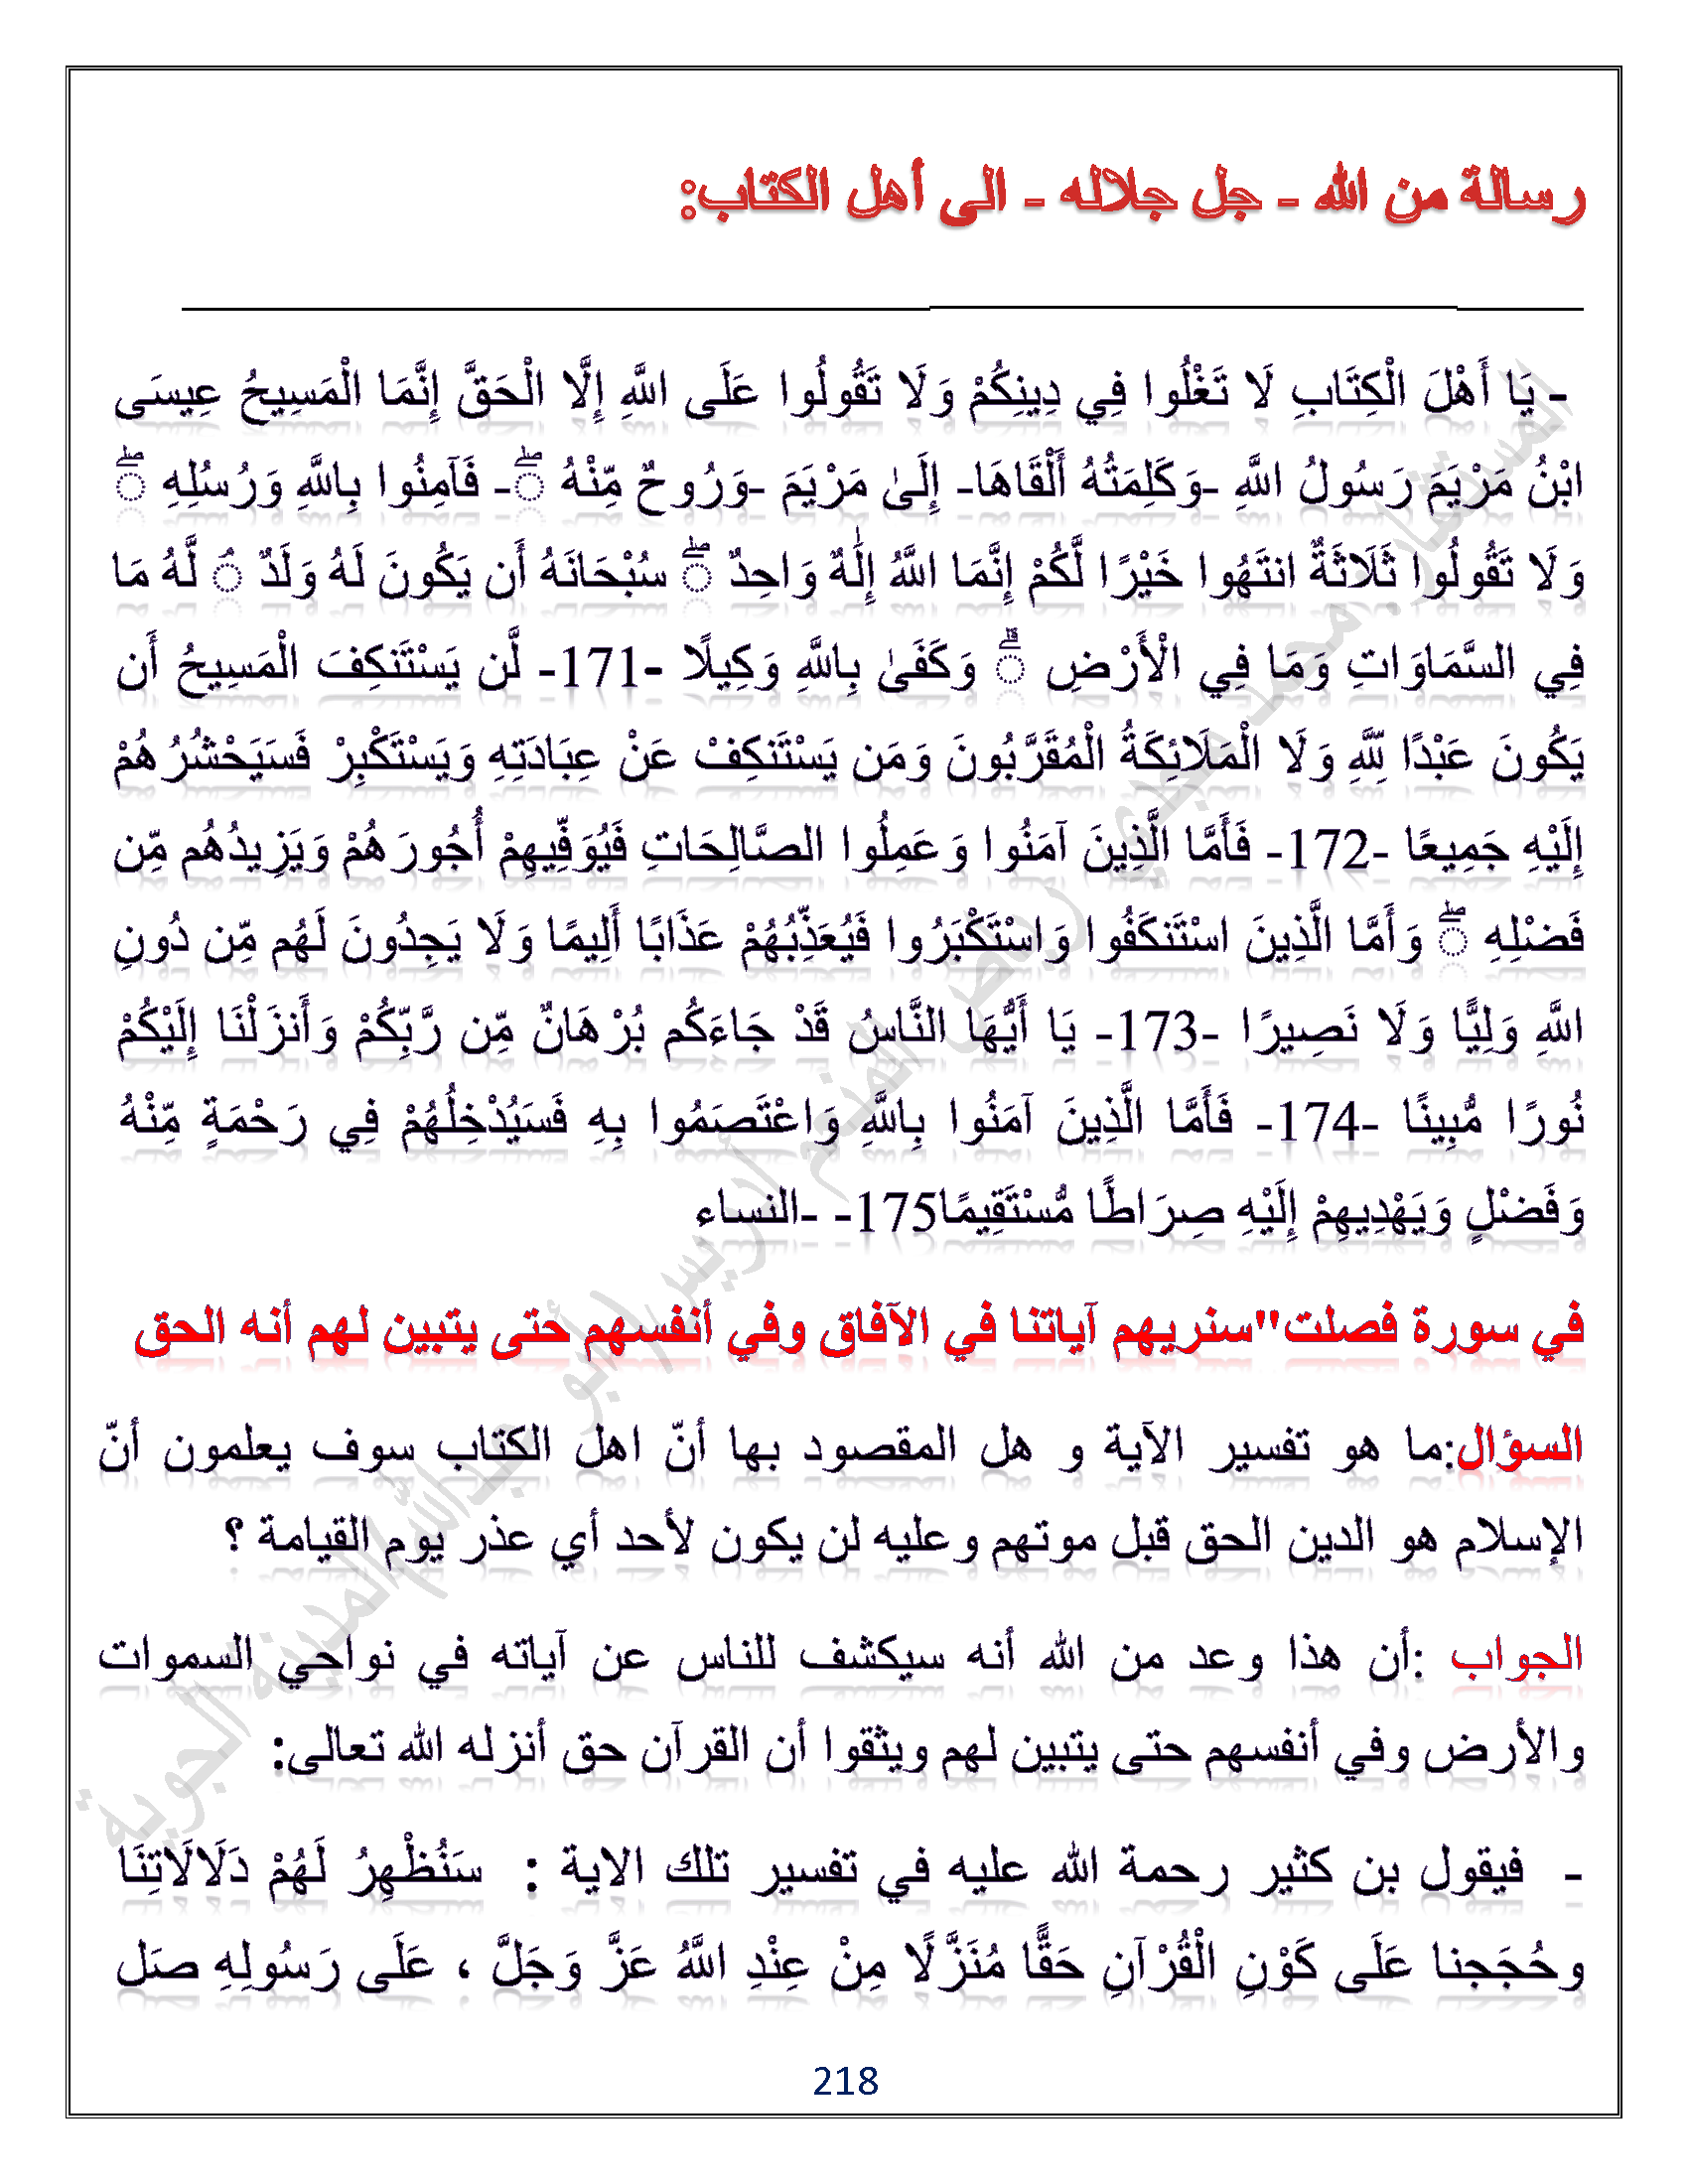 رسالة من الله - جل جلاله - الى أهل الكتاب:
- يَا أَهْلَ الْكِتَابِ لَا تَغْلُوا فِي دِينِكُمْ وَلَا تَقُولُوا عَلَى اللَّهِ إِلَّا الْحَقَّ إِنَّمَا الْمَسِيحُ عِيسَى
ابْنُ مَرْيَمَ رَسُولُ اللَّهِ -وَكَلِمَتُهُ أَلْقَاهَا- إِلَىٰ مَرْيَمَ -وَرُوحٌ مِّنْهُ ۖ- فَآمِنُوا بِاللَّهِ وَرُسُلِهِ ۖ
وَلَا تَقُولُوا ثَلَاثَةٌ انتَهُوا خَيْرًا لَّكُمْ إِنَّمَا اللَّهُ إِلَٰهٌ وَاحِدٌ ۖ سُبْحَانَهُ أَن يَكُونَ لَهُ وَلَدٌ ۘ لَّهُ مَا
فِي السَّمَاوَاتِ وَمَا فِي الْأَرْضِ ۗ وَكَفَىٰ بِاللَّهِ وَكِيلًا -171- لَّن يَسْتَنكِفَ الْمَسِيحُ أَن
يَكُونَ عَبْدًا لِلَّهِ وَلَا الْمَلَائِكَةُ الْمُقَرَّبُونَ وَمَن يَسْتَنكِفْ عَنْ عِبَادَتِهِ وَيَسْتَكْبِرْ فَسَيَحْشُرُهُمْ
إِلَيْهِ جَمِيعًا -172- فَأَمَّا الَّذِينَ آمَنُوا وَعَمِلُوا الصَّالِحَاتِ فَيُوَفِّيهِمْ أُجُورَهُمْ وَيَزِيدُهُم مِّن
فَضْلِهِ ۖ وَأَمَّا الَّذِينَ اسْتَنكَفُوا وَاسْتَكْبَرُوا فَيُعَذِّبُهُمْ عَذَابًا أَلِيمًا وَلَا يَجِدُونَ لَهُم مِّن دُونِ
اللَّهِ وَلِيًّا وَلَا نَصِيرًا -173- يَا أَيُّهَا النَّاسُ قَدْ جَاءَكُم بُرْهَانٌ مِّن رَّبِّكُمْ وَأَنزَلْنَا إِلَيْكُمْ
نُورًا مُّبِينًا -174- فَأَمَّا الَّذِينَ آمَنُوا بِاللَّهِ وَاعْتَصَمُوا بِهِ فَسَيُدْخِلُهُمْ فِي رَحْمَةٍ مِّنْهُ
وَفَضْلٍ وَيَهْدِيهِمْ إِلَيْهِ صِرَاطًا مُّسْتَقِيمًا175- -النساء
في سورة فصلت"سنريهم آياتنا في الآفاق وفي أنفسهم حتى يتبين لهم أنه الحق
السؤال:ما هو تفسير الآية و هل المقصود بها أنّ اهل الكتاب سوف يعلمون أنّ
الإسلام هو الدين الحق قبل موتهم وعليه لن يكون لأحد أي عذر يوم القيامة ؟
الجواب :أن هذا وعد من الله أنه سيكشف للناس عن آياته في نواحي السموات
والأرض وفي أنفسهم حتى يتبين لهم ويثقوا أن القرآن حق أنزله الله تعالى:
- فيقول بن كثير رحمة الله عليه في تفسير تلك الاية : سَنُظْهِرُ لَهُمْ دَلَالَاتِنَا
وحُجَجنا عَلَى كَوْنِ الْقُرْآنِ حَقًّا مُنَزَّلًا مِنْ عِنْدِ اللَّهُ عَزَّ وَجَلَّ ، عَلَى رَسُولِهِ صَل
218